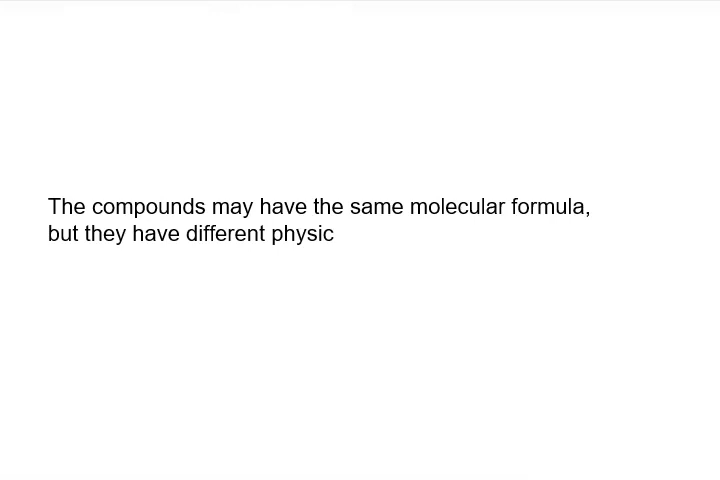 The compounds may have the same molecular formula,
but they have different physic